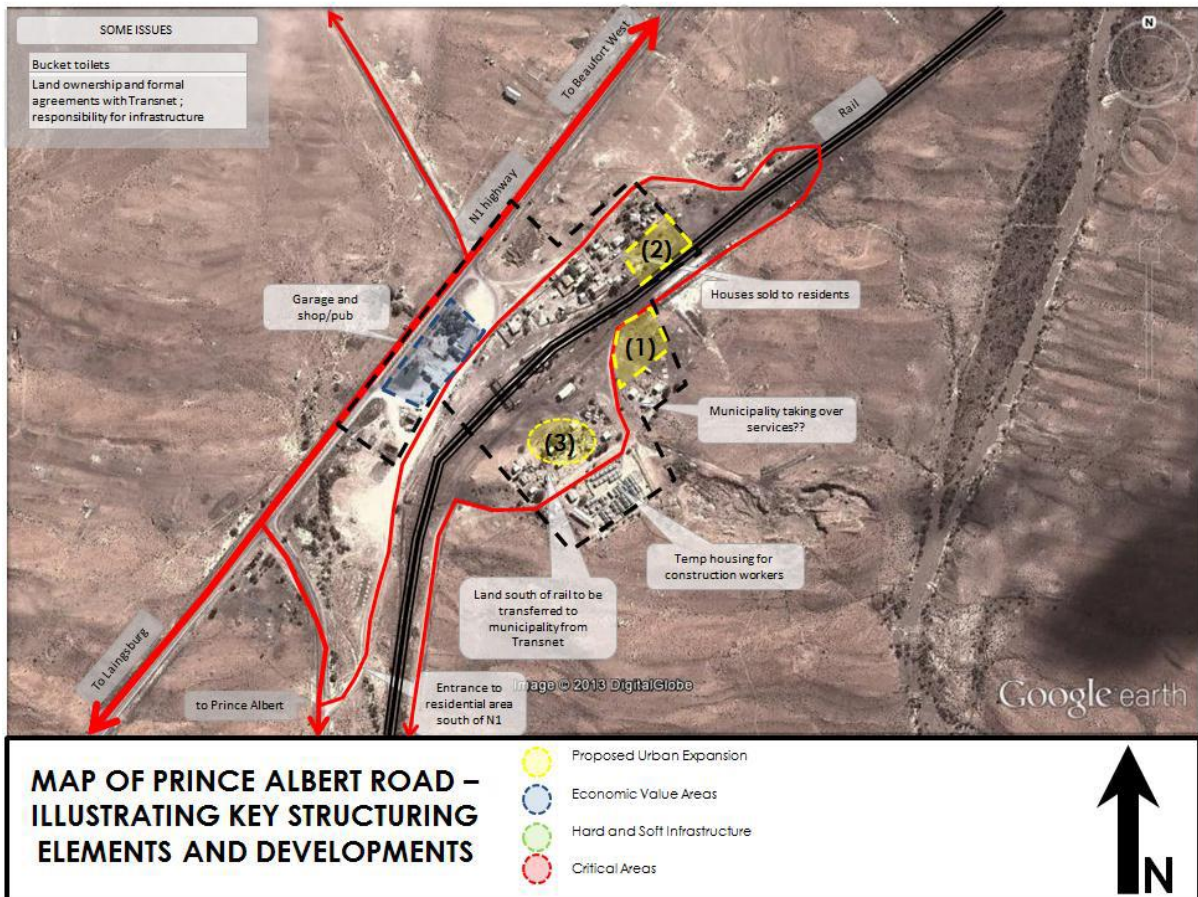 SOME ISSUES
Bucket toilets
Land ownership and formal
agreements with Transnet ;
responsibility for infrastructure
To Beaufort West
N
Rail
N1 highway
(2)
Garage and
shop/pub
Houses sold to residents
(1)
Municipality taking over
services??
(3)
Temp housing for
construction workers
Land south of rail to be
transferred to
municipality from
Transnet
To Laingsburg
to Prince Albert
Entrance to
residential area
south of N1
Image © 2013 DigitalGlobe
Google earth
MAP OF PRINCE ALBERT ROAD –
ILLUSTRATING KEY STRUCTURING
ELEMENTS AND DEVELOPMENTS
Proposed Urban Expansion
Economic Value Areas
Hard and Soft Infrastructure
Critical Areas
N